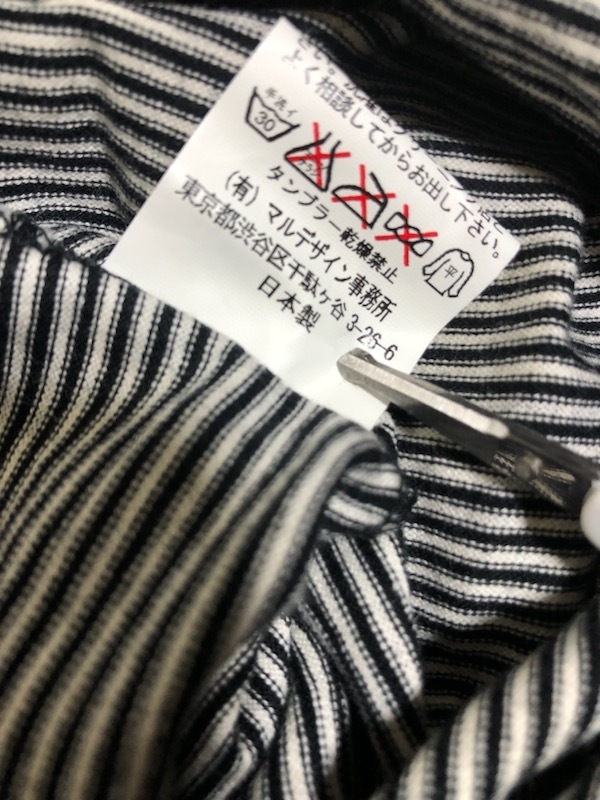 よく相談してからお出し下さい。
手洗イ
30
タンブラー乾燥禁止
(有)マルデザイン事務所
東京都渋谷区千駄ヶ谷 3-26-6
日本製